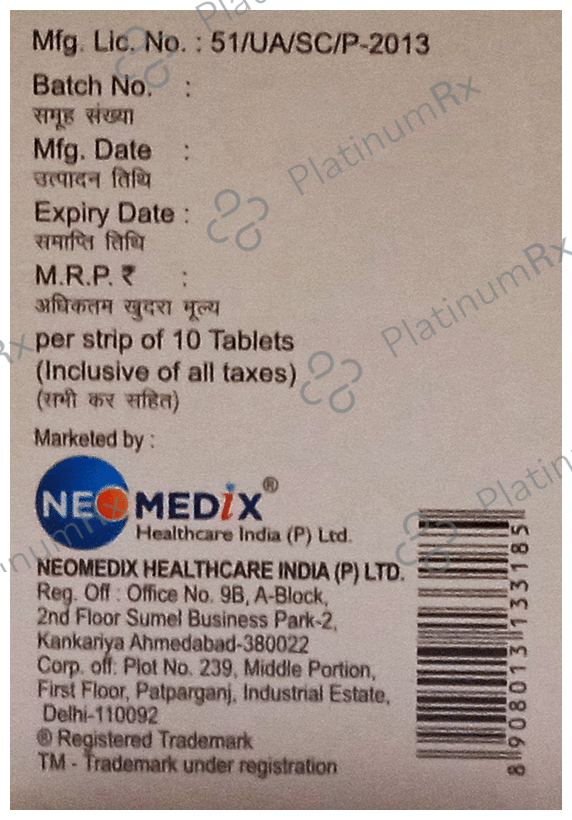 Mfg. Lic. No. : 51/UA/SC/P-2013
Batch No. :
समूह संख्या
Mfg. Date :
उत्पादन तिथि
Expiry Date :
समाप्ति तिथि
M.R.P. ₹ :
अधिकतम खुदरा मूल्य
per strip of 10 Tablets
(Inclusive of all taxes)
(सभी कर सहित)
Marketed by :
NEOMEDiX®
Healthcare India (P) Ltd.
NEOMEDIX HEALTHCARE INDIA (P) LTD.
Reg. Off : Office No. 9B, A-Block,
2nd Floor Sumel Business Park-2,
Kankariya Ahmedabad-380022
Corp. off: Plot No. 239, Middle Portion,
First Floor, Patparganj, Industrial Estate,
Delhi-110092
® Registered Trademark
TM - Trademark under registration
8 908013 133185
PlatinumRx
PlatinumRx